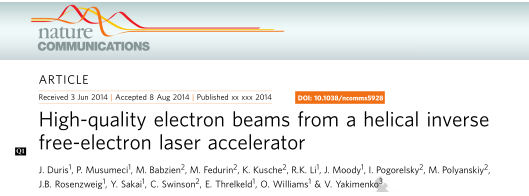 nature
COMMUNICATIONS
ARTICLE
Received 3 Jun 2014 | Accepted 8 Aug 2014 | Published xx xxx 2014
DOI: 10.1038/ncomms5928
High-quality electron beams from a helical inverse
free-electron laser accelerator
Q1
J. Duris1, P. Musumeci1, M. Babzien2, M. Fedurin2, K. Kusche2, R.K. Li1, J. Moody1, I. Pogorelsky2, M. Polyanskiy2,
J.B. Rosenzweig1, Y. Sakai1, C. Swinson2, E. Threlkeld1, O. Williams1 & V. Yakimenko3